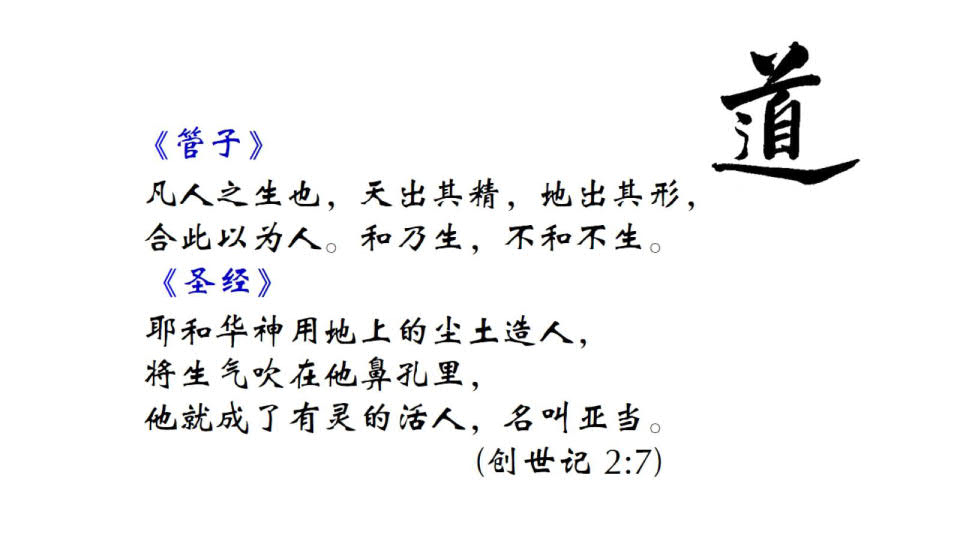 道
《管子》
凡人之生也，天出其精，地出其形，
合此以为人。和乃生，不和不生。
《圣经》
耶和华神用地上的尘土造人，
将生气吹在他鼻孔里，
他就成了有灵的活人，名叫亚当。
(创世记 2:7)